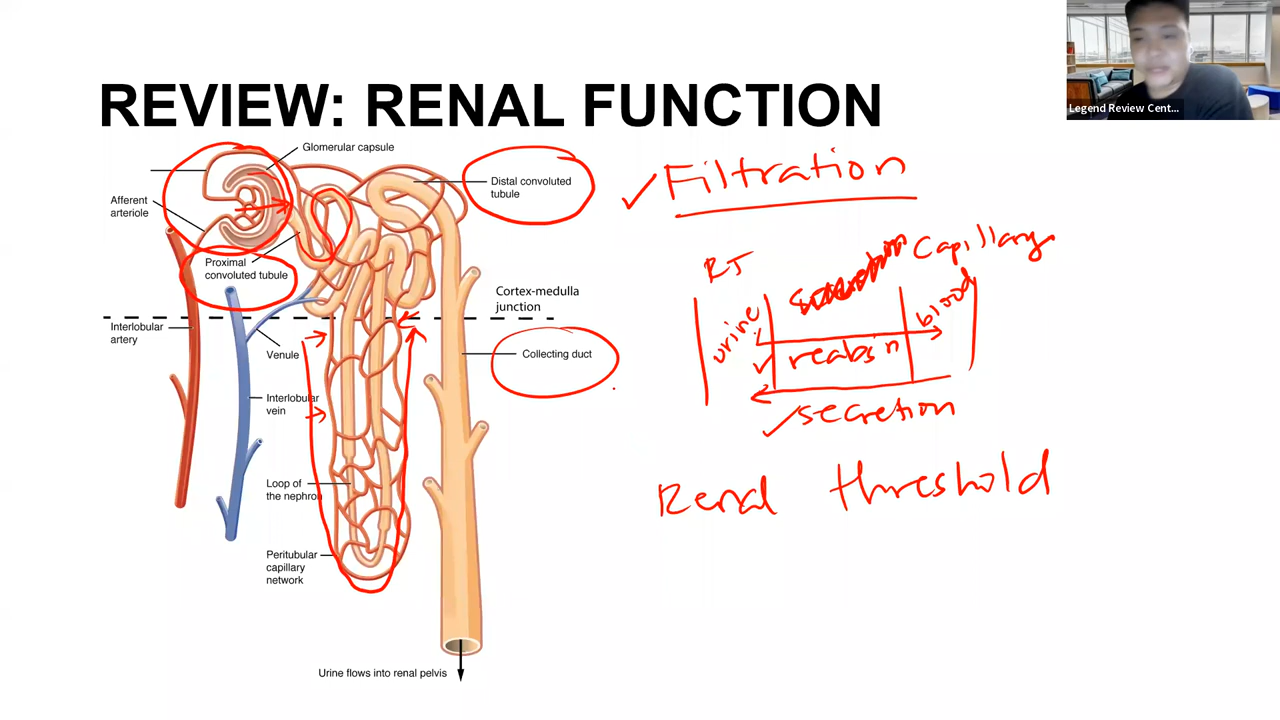 Legend Review Cent...
REVIEW: RENAL FUNCTION
Glomerular capsule
Distal convoluted
tubule
Afferent
arteriole
Proximal
convoluted tubule
Cortex-medulla
junction
Interlobular
artery
Venule
Collecting duct
Interlobular
vein
Loop of
the nephron
Peritubular
capillary
network
Urine flows into renal pelvis
Filtration
RT
Capillary
urine
blood
reabs'n
secretion
Renal threshold